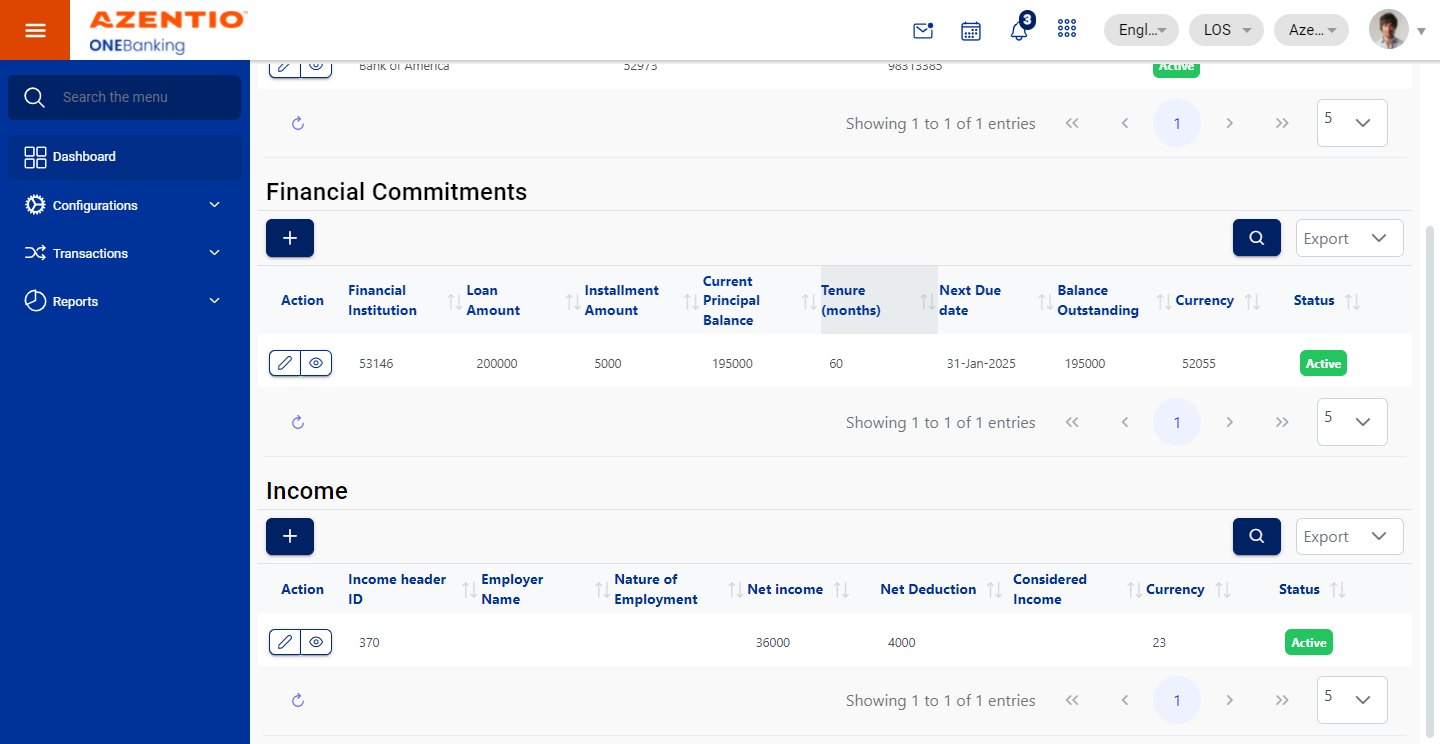 AZENTIO™
ONEBanking
3
Engl...
LOS
Aze...
Search the menu
Dashboard
Configurations
Transactions
Reports
Bank of America 52973 98313385 Active
Showing 1 to 1 of 1 entries 1 5
Financial Commitments
+ Export
Action Financial Institution Loan Amount Installment Amount Current Principal Balance Tenure (months) Next Due date Balance Outstanding Currency Status
53146 200000 5000 195000 60 31-Jan-2025 195000 52055 Active
Showing 1 to 1 of 1 entries 1 5
Income
+ Export
Action Income header ID Employer Name Nature of Employment Net income Net Deduction Considered Income Currency Status
370 36000 4000 23 Active
Showing 1 to 1 of 1 entries 1 5